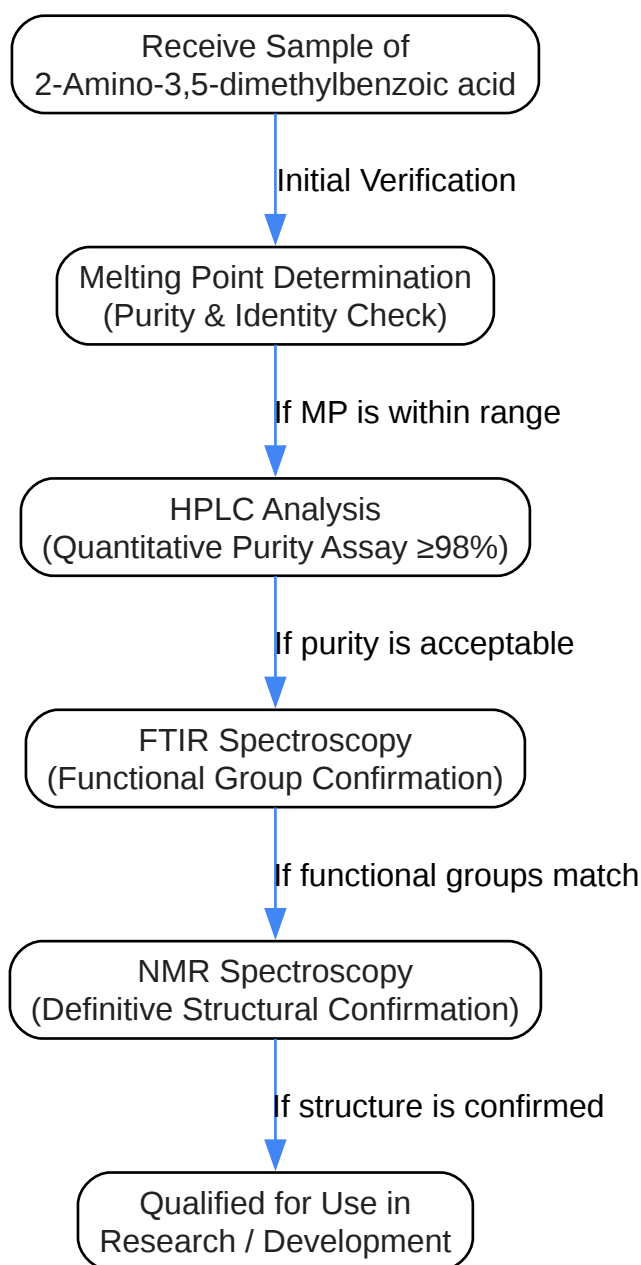 Receive Sample of
2-Amino-3,5-dimethylbenzoic acid
Initial Verification
Melting Point Determination
(Purity & Identity Check)
If MP is within range
HPLC Analysis
(Quantitative Purity Assay ≥98%)
If purity is acceptable
FTIR Spectroscopy
(Functional Group Confirmation)
If functional groups match
NMR Spectroscopy
(Definitive Structural Confirmation)
If structure is confirmed
Qualified for Use in
Research / Development